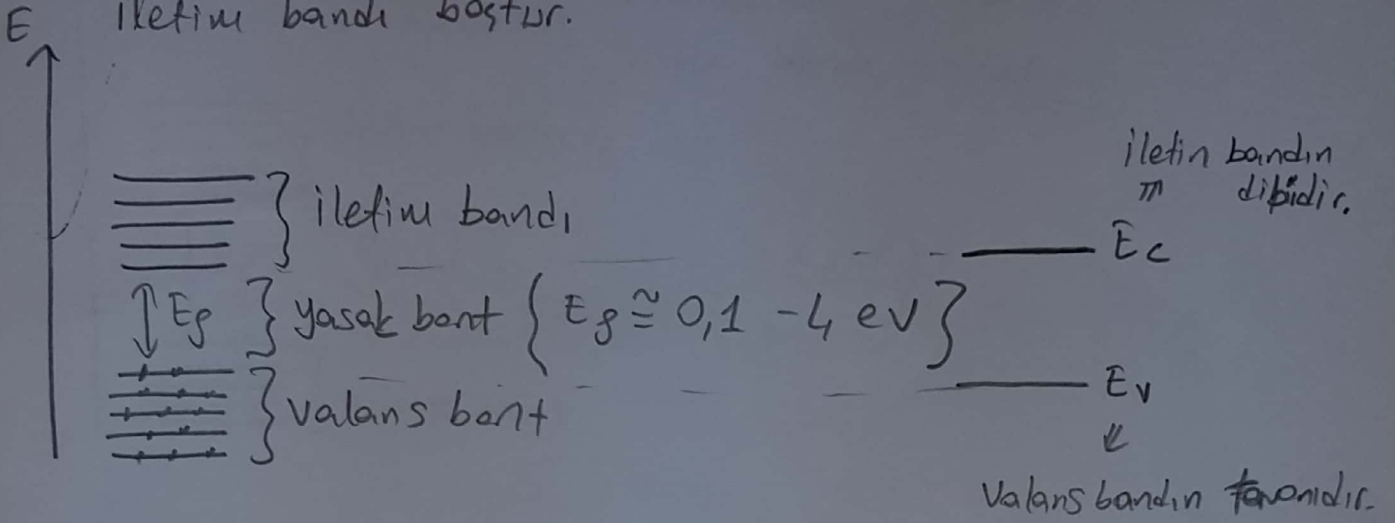 E iletim bandı boştur.
iletin bandın
dibidir.
iletim bandı
Ec
Eg yasak bant { Eg ≅ 0,1 - 4 eV }
Ev
valans bant
Valans bandın tavanıdır.